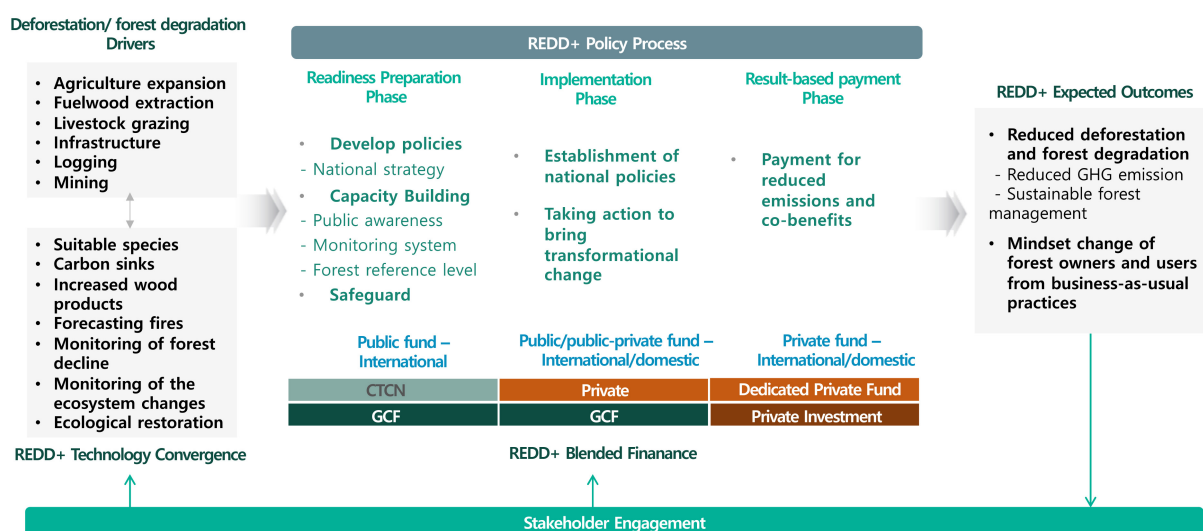 Deforestation/ forest degradation
Drivers
• Agriculture expansion
• Fuelwood extraction
• Livestock grazing
• Infrastructure
• Logging
• Mining
• Suitable species
• Carbon sinks
• Increased wood
products
• Forecasting fires
• Monitoring of forest
decline
• Monitoring of the
ecosystem changes
• Ecological restoration
REDD+ Technology Convergence
REDD+ Policy Process
Readiness Preparation
Phase
• Develop policies
- National strategy
• Capacity Building
- Public awareness
- Monitoring system
- Forest reference level
• Safeguard
Public fund –
International
CTCN
GCF
Implementation
Phase
• Establishment of
national policies
• Taking action to
bring
transformational
change
Public/public-private fund –
International/domestic
Private
GCF
Result-based payment
Phase
• Payment for
reduced
emissions and
co-benefits
Private fund –
International/domestic
Dedicated Private Fund
Private Investment
REDD+ Blended Finanance
REDD+ Expected Outcomes
• Reduced deforestation
and forest degradation
- Reduced GHG emission
- Sustainable forest
management
• Mindset change of
forest owners and users
from business-as-usual
practices
Stakeholder Engagement